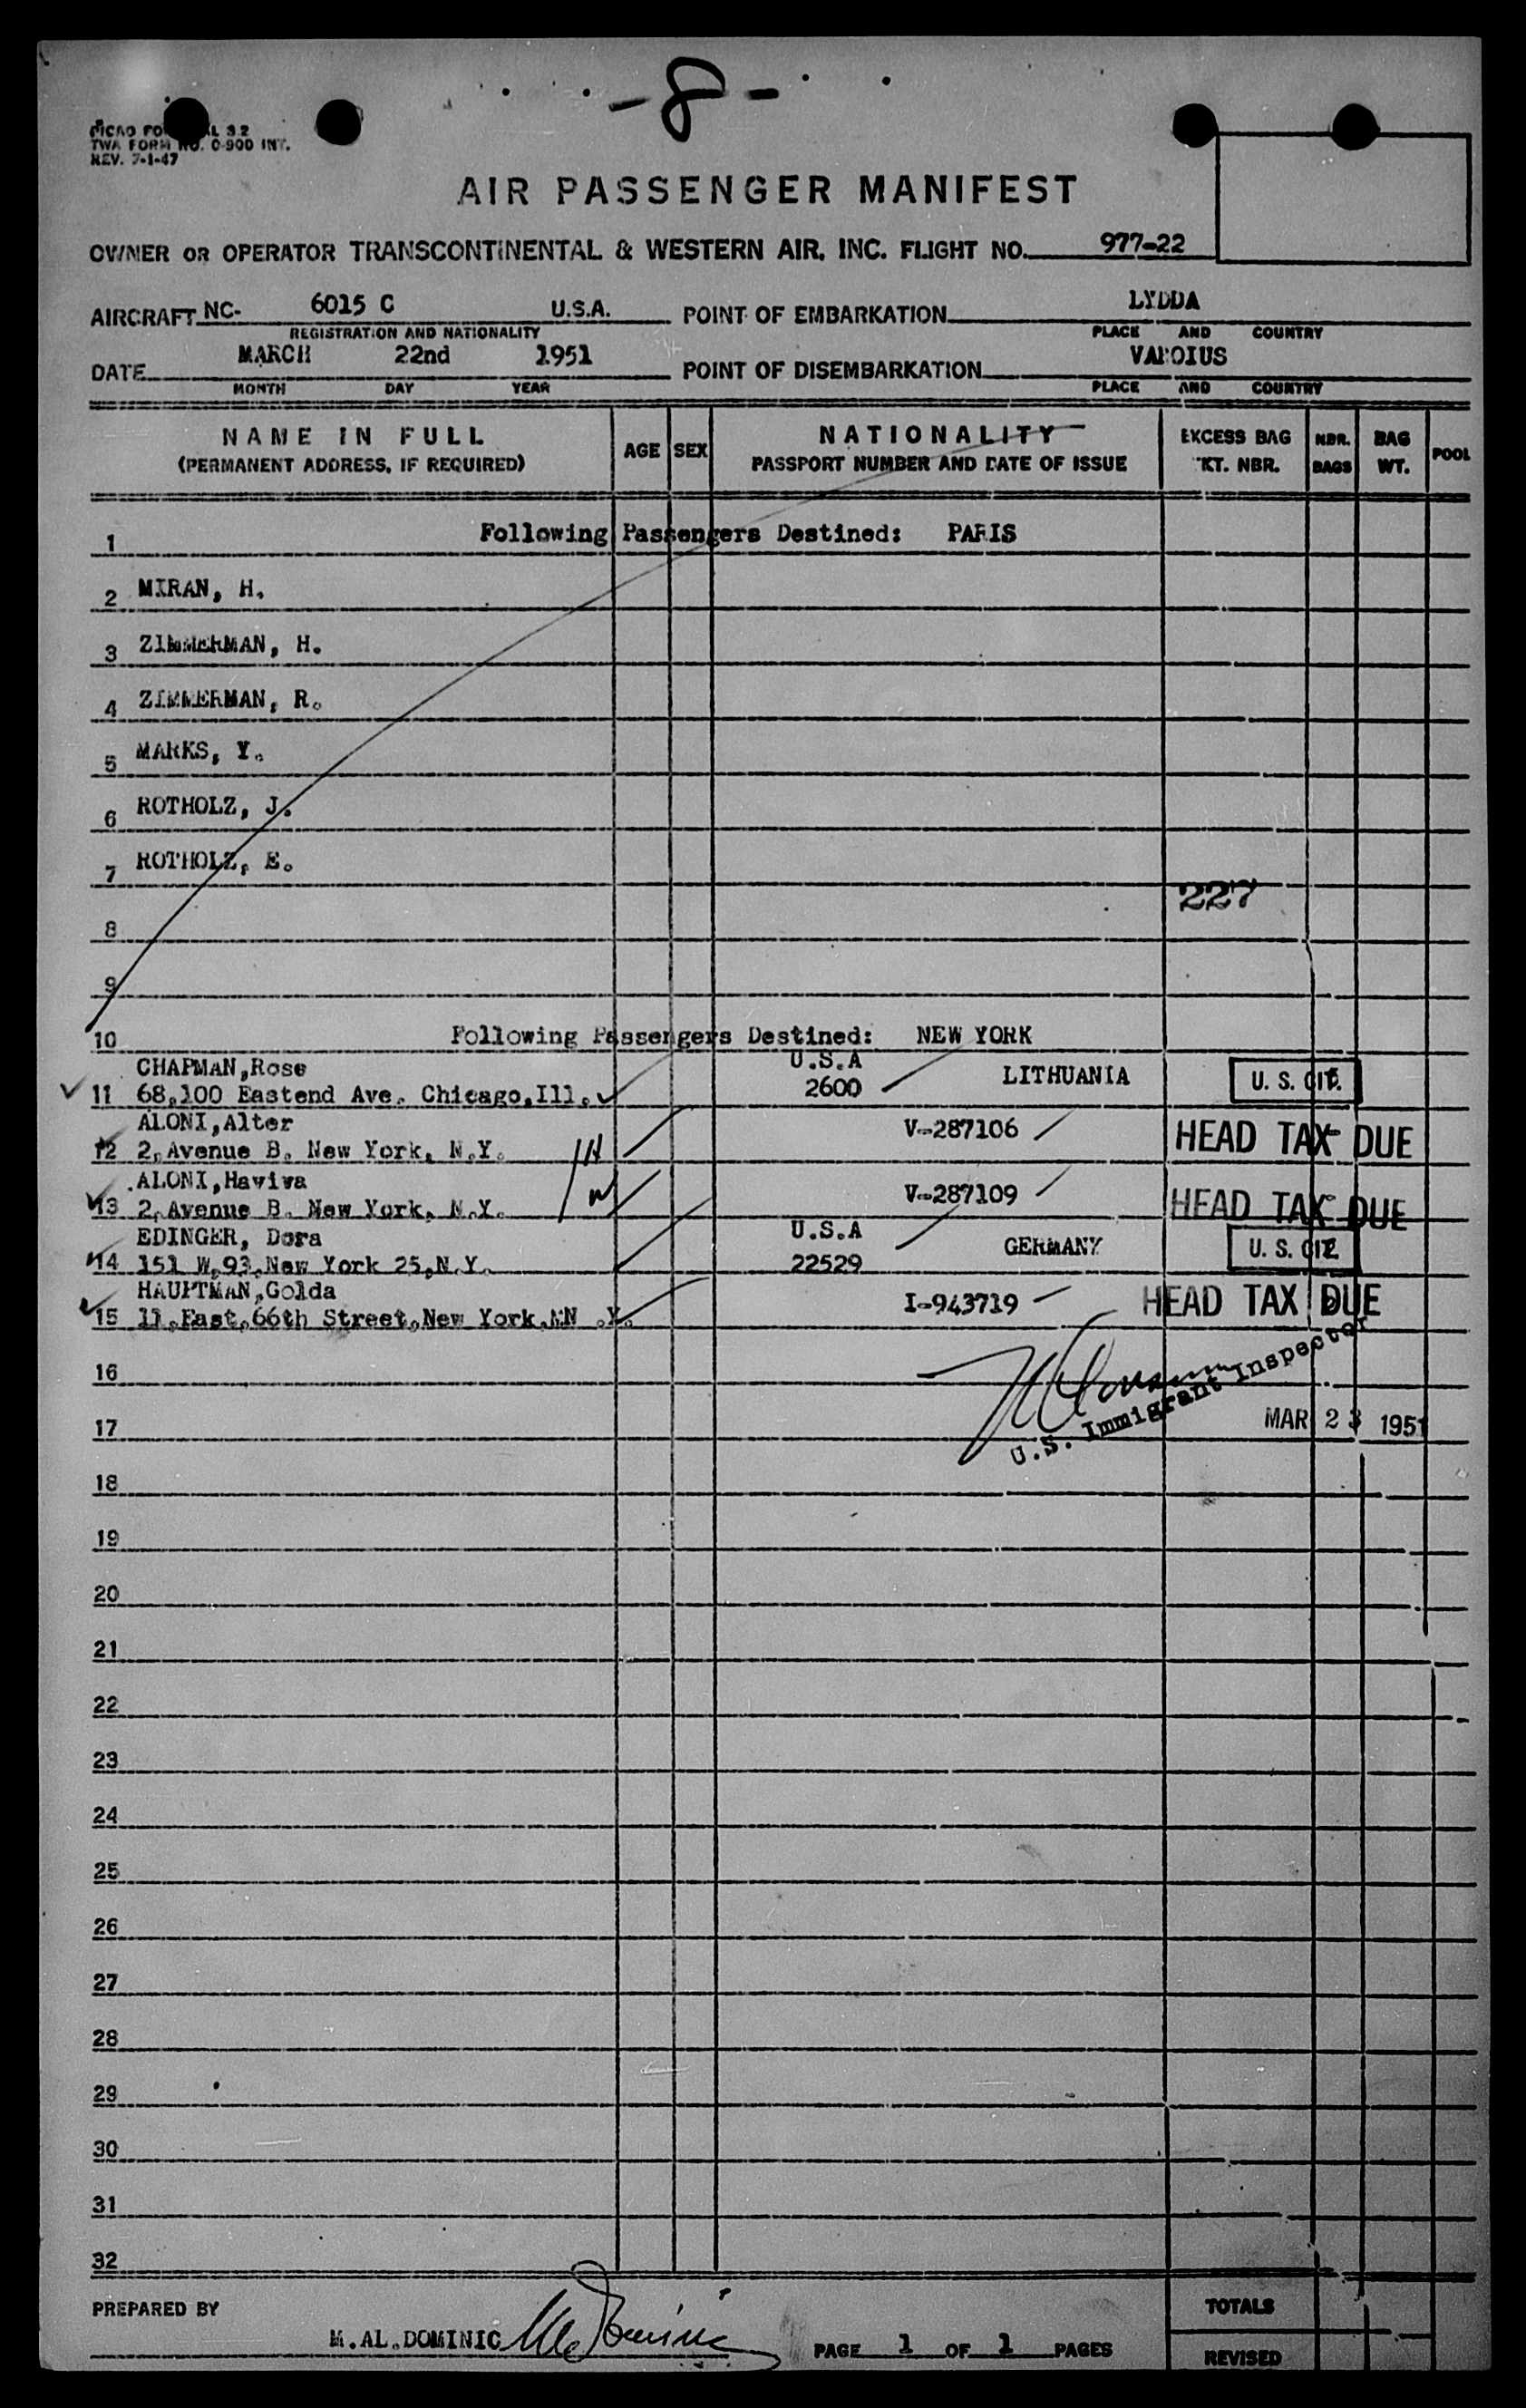 -8-
TWA FORM NO. 0-900 INT.
REV. 7-1-47
AIR PASSENGER MANIFEST
OWNER OR OPERATOR TRANSCONTINENTAL & WESTERN AIR, INC. FLIGHT NO. 977-22
AIRCRAFT NC- 6015 C U.S.A. POINT OF EMBARKATION LYDDA
REGISTRATION AND NATIONALITY PLACE AND COUNTRY
DATE MARCH 22nd 1951 POINT OF DISEMBARKATION VAROIUS
MONTH DAY YEAR PLACE AND COUNTRY
NAME IN FULL AGE SEX NATIONALITY EXCESS BAG NBR. BAG POOL
(PERMANENT ADDRESS, IF REQUIRED) PASSPORT NUMBER AND DATE OF ISSUE TKT. NBR. BAGS WT.
1 Following Passengers Destined: PARIS
2 MIRAN, H.
3 ZIMMERMAN, H.
4 ZIMMERMAN, R.
5 MARKS, Y.
6 ROTHOLZ, J.
7 ROTHOLZ, E.
227
8
9
10 Following Passengers Destined: NEW YORK
CHAPMAN,Rose U.S.A
11 68,100 Eastend Ave. Chicago,Ill. 2600 LITHUANIA U. S. CIT.
ALONI,Alter V-287106 HEAD TAX DUE
12 2,Avenue B. New York, N.Y. H
ALONI,Haviva V-287109 HEAD TAX DUE
13 2,Avenue B. New York, N.Y. W
EDINGER, Dora U.S.A
14 151 W,93,New York 25,N.Y. 22529 GERMANY U. S. CIT.
HAUPTMAN,Golda
15 11,East,66th Street,New York,NN .Y. I-943719 HEAD TAX DUE
16
U.S. Immigrant Inspector
17 MAR 23 1951
18
19
20
21
22
23
24
25
26
27
28
29
30
31
32
PREPARED BY TOTALS
M.AL.DOMINIC PAGE 1 OF 1 PAGES
REVISED